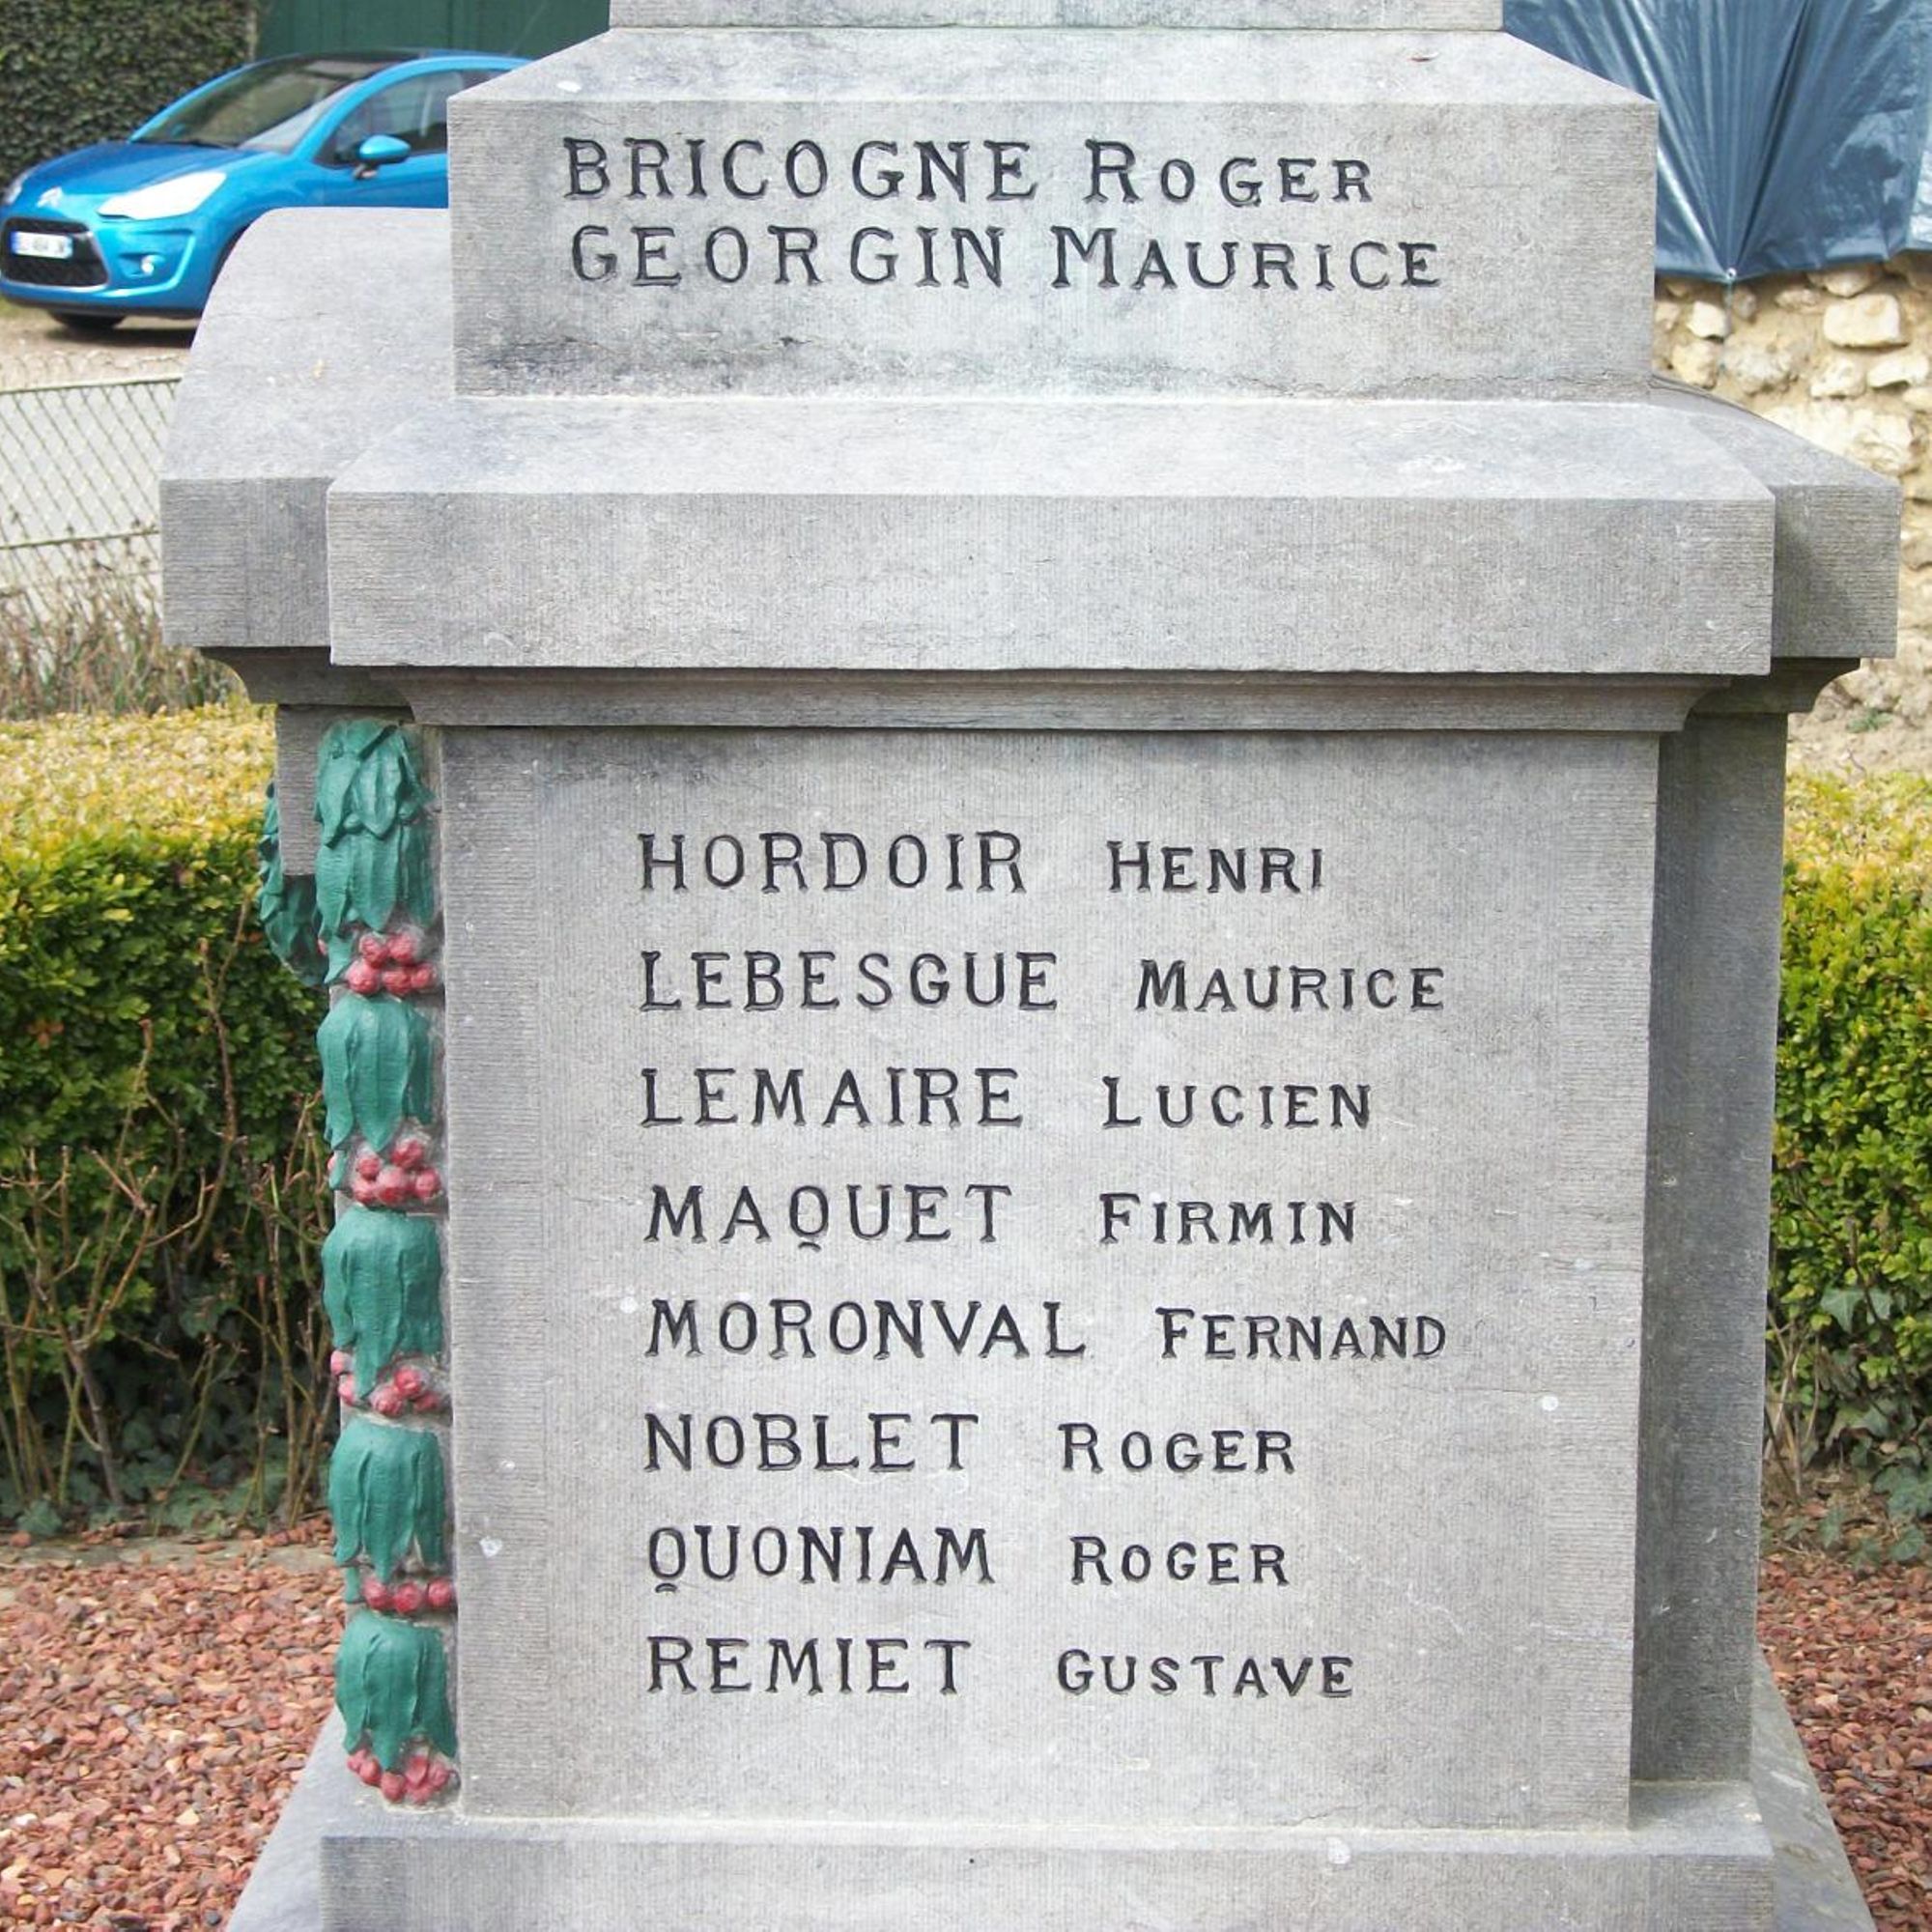 BRICOGNE ROGER
GEORGIN MAURICE
HORDOIR HENRI
LEBESGUE MAURICE
LEMAIRE LUCIEN
MAQUET FIRMIN
MORONVAL FERNAND
NOBLET ROGER
QUONIAM ROGER
REMIET GUSTAVE